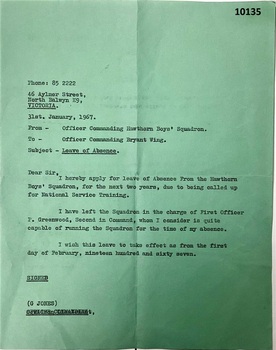 10135
Phone: 85 2222
46 Aylmer Street,
North Balwyn E9,
VICTORIA.
31st. January, 1967.
From - Officer Commanding Hawthorn Boys' Squadron.
To - Officer Commanding Bryant Wing.
Subject - Leave of Absence.
Dear Sir,
I hereby apply for leave of Absence From the Hawthorn
Boys' Squadron, for the next two years, due to being called up
for National Service Training.
I have left the Squadron in the charge of First Officer
P. Greenwood, Second in Command, whom I consider is quite
capable of running the Squadron for the time of my absence.
I wish this leave to take effect as from the first
day of February, nineteen hundred and sixty seven.
SIGNED
(G JONES)